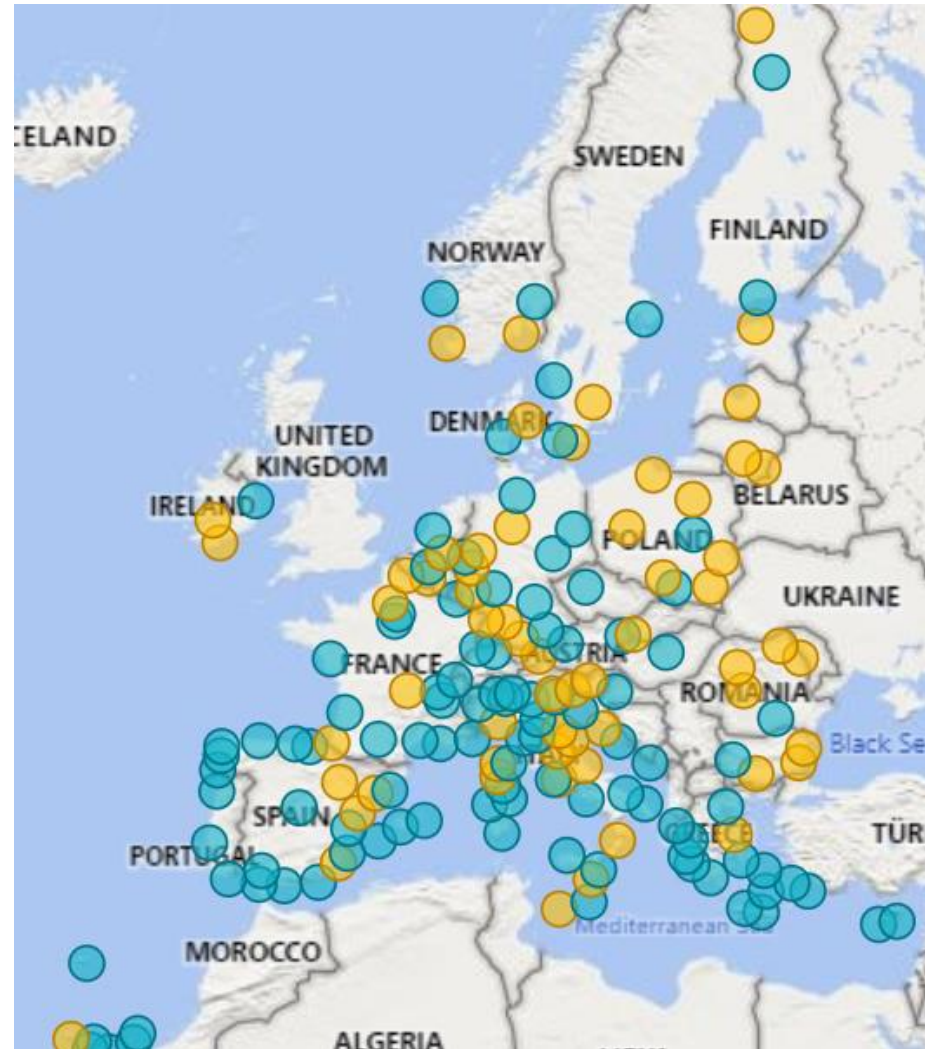 CELAND
SWEDEN
FINLAND
NORWAY
DENMARK
UNITED
KINGDOM
IRELAND
BELARUS
POLAND
UKRAINE
AUSTRIA
FRANCE
ROMANIA
Black Se
SPAIN
GREECE
TÜR
PORTUGAL
Mediterranean Sea
MOROCCO
ALGERIA